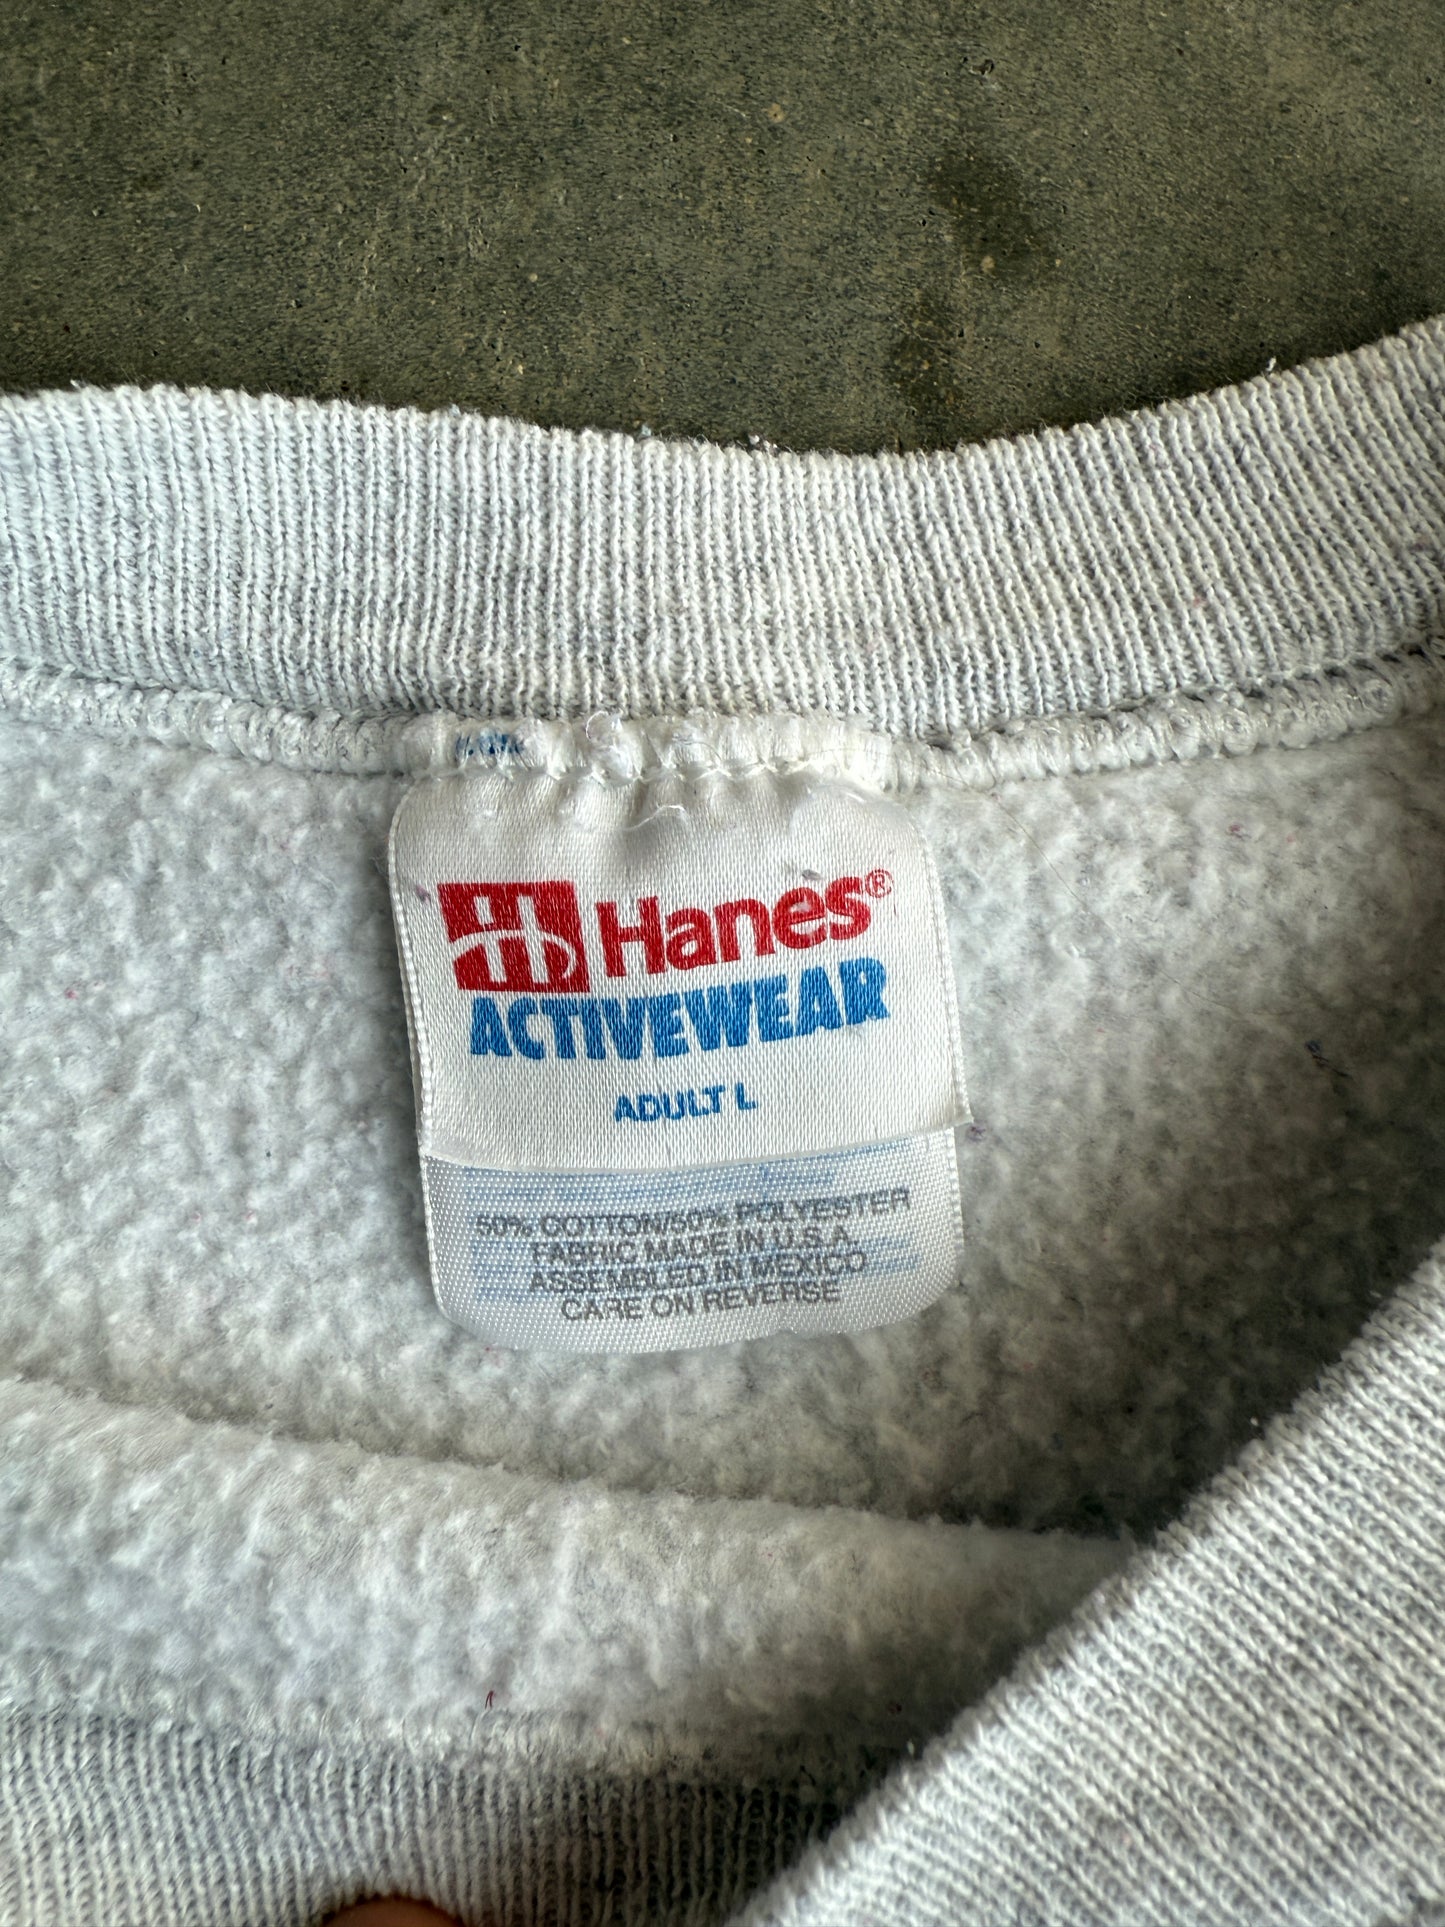 Hanes®
ACTIVEWEAR
ADULT L
50% COTTON/50% POLYESTER
FABRIC MADE IN U.S.A.
ASSEMBLED IN MEXICO
CARE ON REVERSE